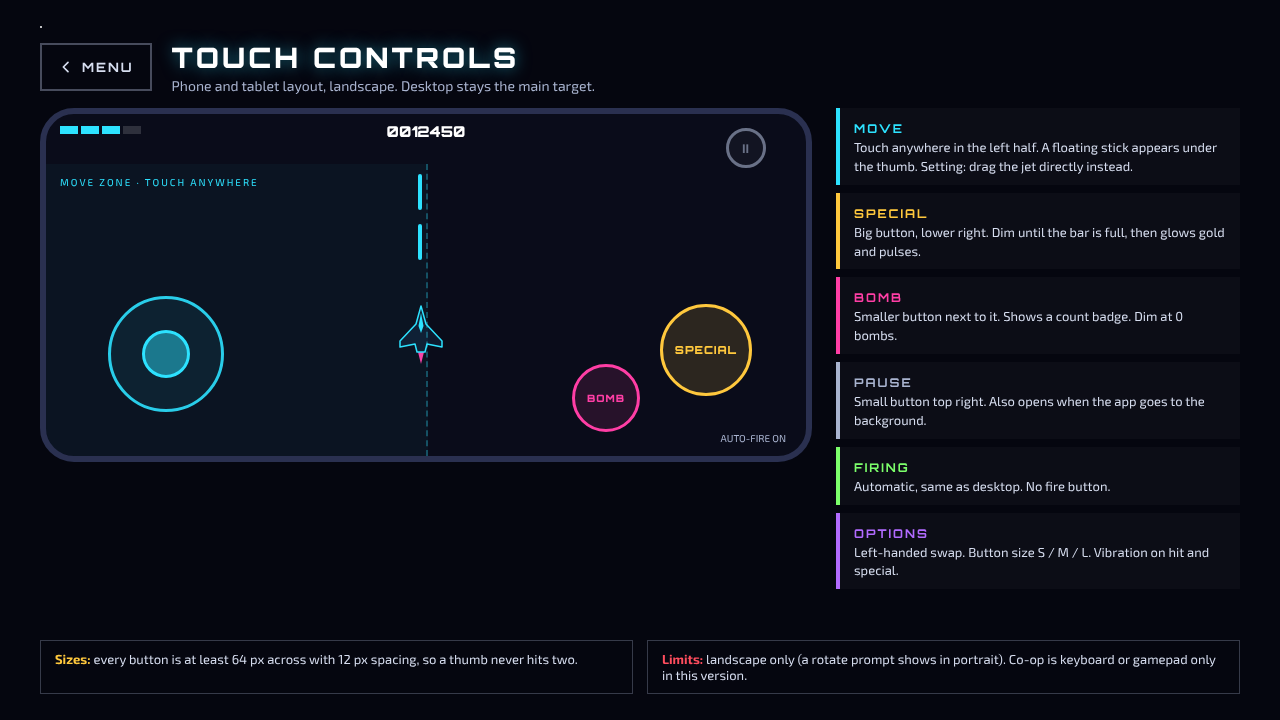 MENU
TOUCH CONTROLS
Phone and tablet layout, landscape. Desktop stays the main target.
0012450
MOVE ZONE · TOUCH ANYWHERE
SPECIAL
BOMB
AUTO-FIRE ON
MOVE
Touch anywhere in the left half. A floating stick appears under
the thumb. Setting: drag the jet directly instead.
SPECIAL
Big button, lower right. Dim until the bar is full, then glows gold
and pulses.
BOMB
Smaller button next to it. Shows a count badge. Dim at 0
bombs.
PAUSE
Small button top right. Also opens when the app goes to the
background.
FIRING
Automatic, same as desktop. No fire button.
OPTIONS
Left-handed swap. Button size S / M / L. Vibration on hit and
special.
Sizes: every button is at least 64 px across with 12 px spacing, so a thumb never hits two.
Limits: landscape only (a rotate prompt shows in portrait). Co-op is keyboard or gamepad only
in this version.